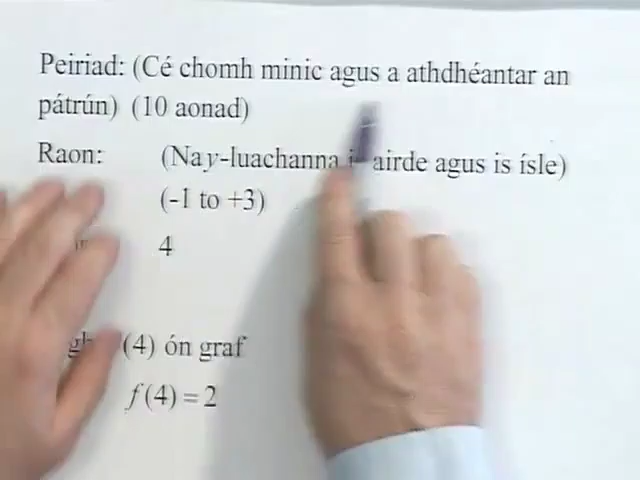 Peiriad: (Cé chomh minic agus a athdhéantar an
pátrún) (10 aonad)
Raon: (Na y-luachanna airde agus is ísle)
(-1 to +3)
4
(4) ón graf
f(4) = 2